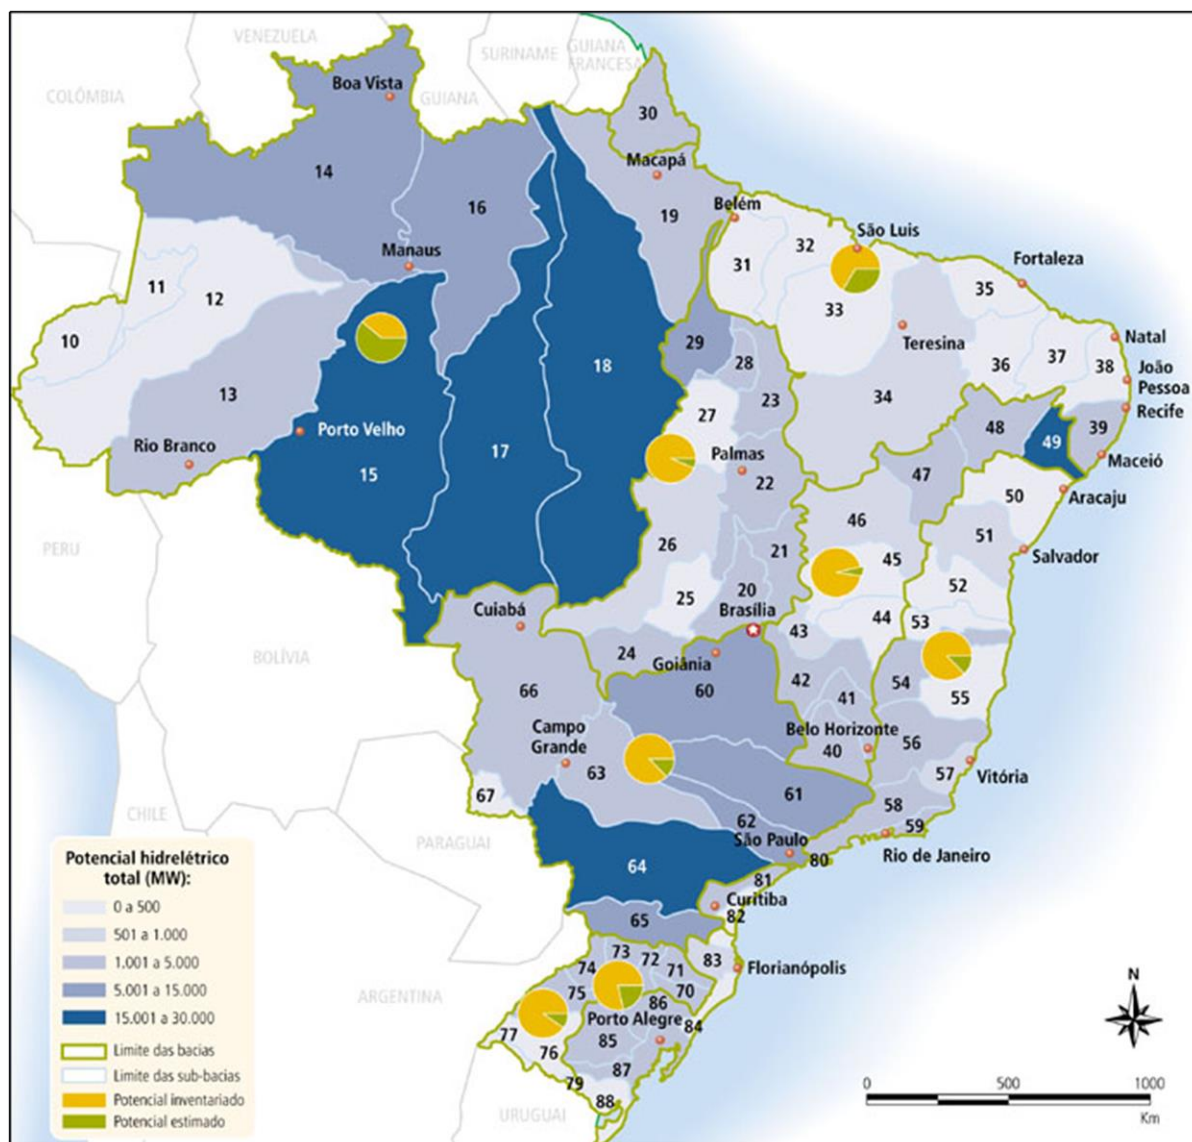 VENEZUELA
SURINAME
GUIANA
FRANCESA
COLÔMBIA
Boa Vista
GUIANA
30
Macapá
14
16
19
Belém
São Luis
32
31
Manaus
Fortaleza
11
12
33
35
10
Teresina
Natal
29
28
36
37
38
João
Pessoa
18
13
27
23
34
Recife
Porto Velho
48
49
39
Rio Branco
17
Palmas
Maceió
15
22
47
Aracaju
50
46
51
PERU
26
21
45
Salvador
25
20
52
Cuiabá
Brasília
44
53
43
BOLÍVIA
24
Goiânia
42
54
66
60
41
55
Campo
Grande
Belo Horizonte
40
56
63
57
Vitória
67
61
58
CHILE
62
59
PARAGUAI
São Paulo
80
Rio de Janeiro
64
81
Curitiba
82
65
73
72
83
74
71
Florianópolis
75
70
ARGENTINA
86
Porto Alegre
84
77
85
76
87
79
88
URUGUAI
Potencial hidrelétrico
total (MW):
0 a 500
501 a 1.000
1.001 a 5.000
5.001 a 15.000
15.001 a 30.000
Limite das bacias
Limite das sub-bacias
Potencial inventariado
Potencial estimado
N
0 500 1000
Km